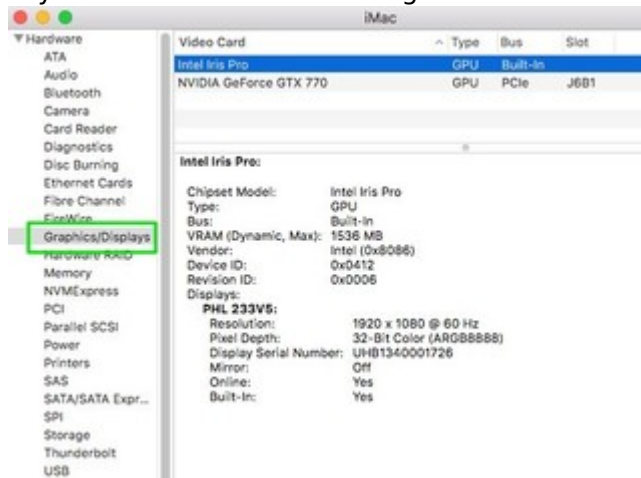 iMac
Hardware
ATA
Audio
Bluetooth
Camera
Card Reader
Diagnostics
Disc Burning
Ethernet Cards
Fibre Channel
FireWire
Graphics/Displays
Hardware RAID
Memory
NVMExpress
PCI
Parallel SCSI
Power
Printers
SAS
SATA/SATA Expr...
SPI
Storage
Thunderbolt
USB
Video Card Type Bus Slot
Intel Iris Pro GPU Built-In
NVIDIA GeForce GTX 770 GPU PCIe J6B1
Intel Iris Pro:
Chipset Model: Intel Iris Pro
Type: GPU
Bus: Built-In
VRAM (Dynamic, Max): 1536 MB
Vendor: Intel (0x8086)
Device ID: 0x0412
Revision ID: 0x0006
Displays:
PHL 233V5:
Resolution: 1920 x 1080 @ 60 Hz
Pixel Depth: 32-Bit Color (ARGB8888)
Display Serial Number: UHB1340001726
Mirror: Off
Online: Yes
Built-In: Yes